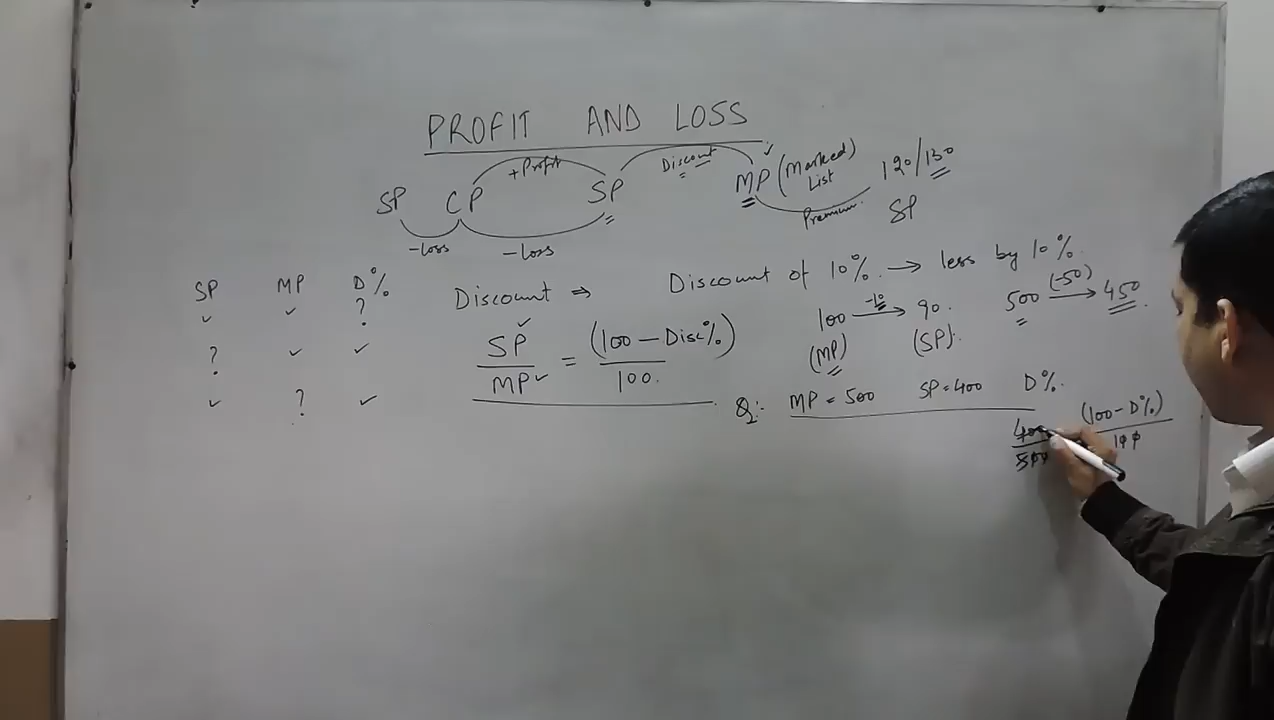 PROFIT AND LOSS
+Profit
Discount
SP CP SP MP (Marked List) 120/130
Premium.
SP
-Loss -Loss
SP MP D%
✓ ✓ ?
? ✓ ✓
✓ ? ✓
Discount ⇒ Discount of 10%. → less by 10%.
100 -10→ 90. 500 (-50)→ 450.
(MP) (SP).
SP/MP = (100 - Disc%)/100.
Q:- MP = 500 SP = 400 D%.
400/500 (100 - D%)/100